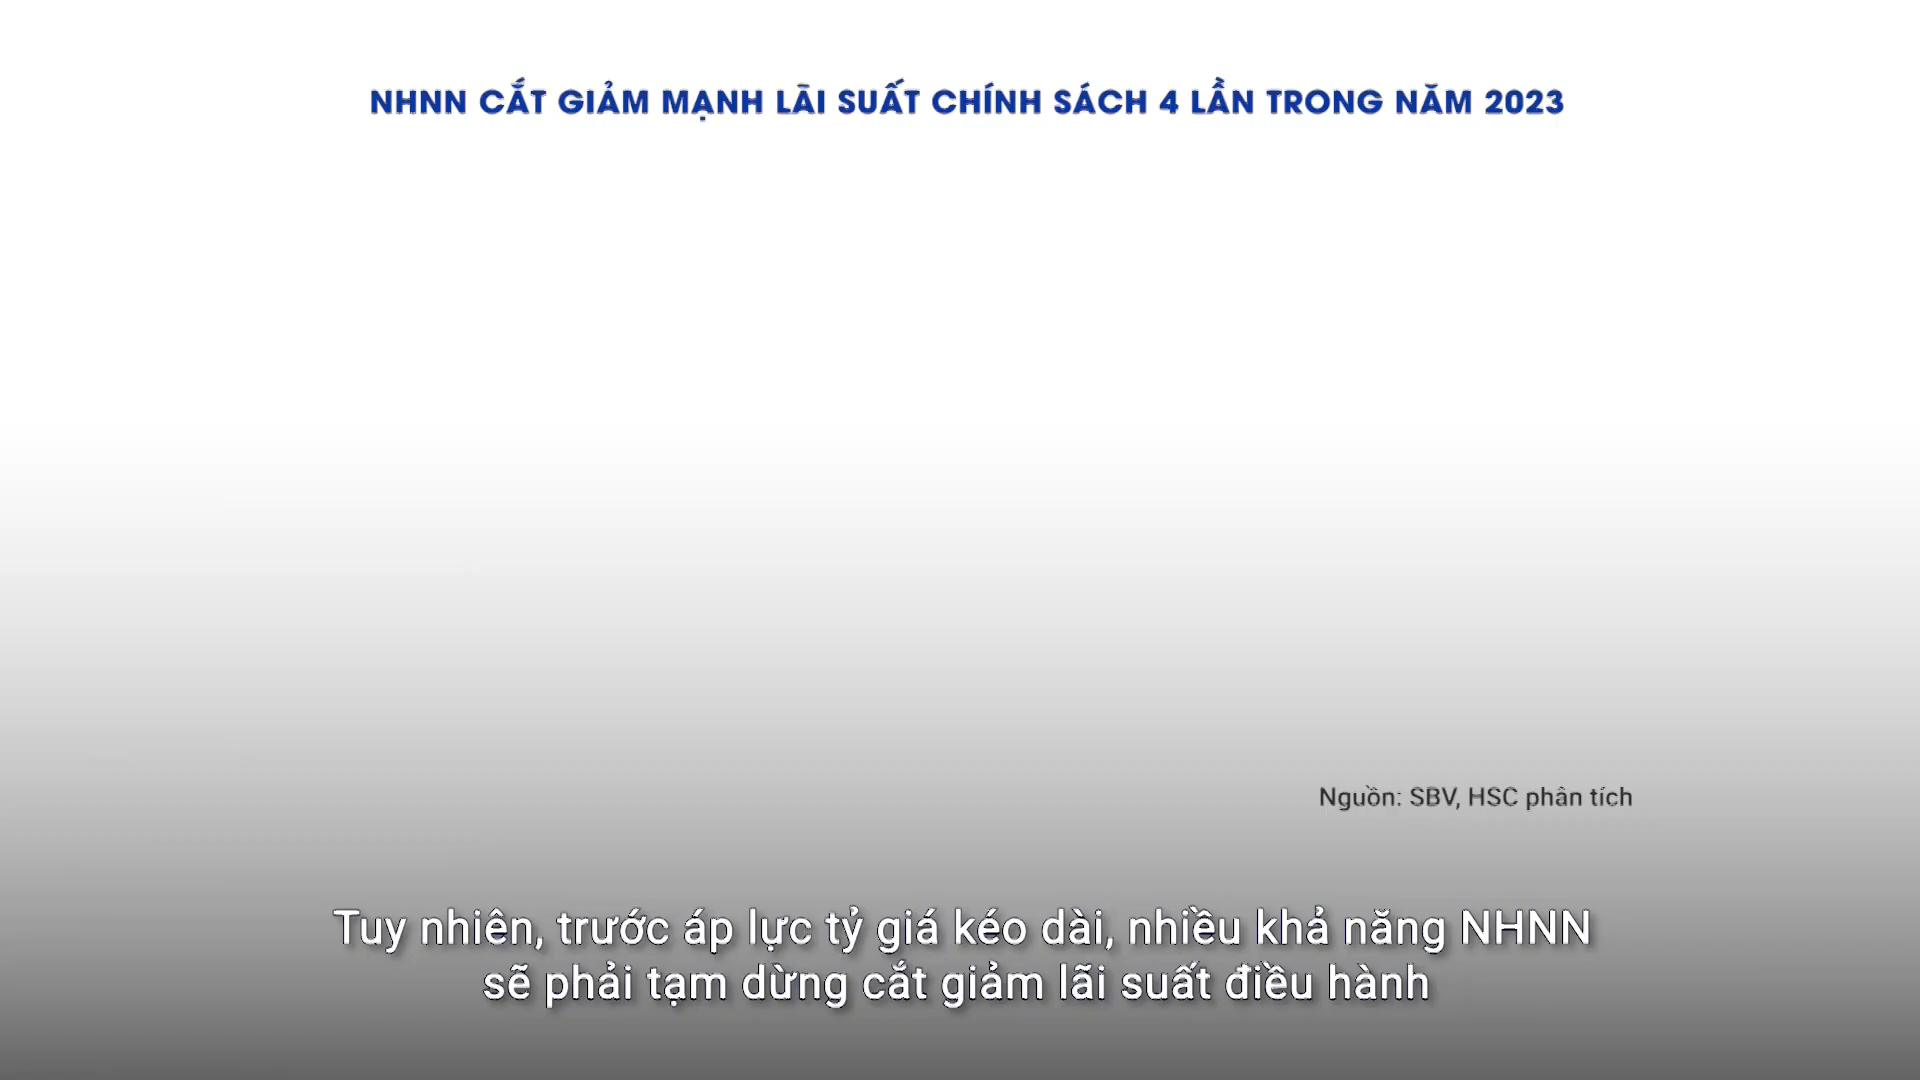 NHNN CẮT GIẢM MẠNH LÃI SUẤT CHÍNH SÁCH 4 LẦN TRONG NĂM 2023
Nguồn: SBV, HSC phân tích
Tuy nhiên, trước áp lực tỷ giá kéo dài, nhiều khả năng NHNN
sẽ phải tạm dừng cắt giảm lãi suất điều hành